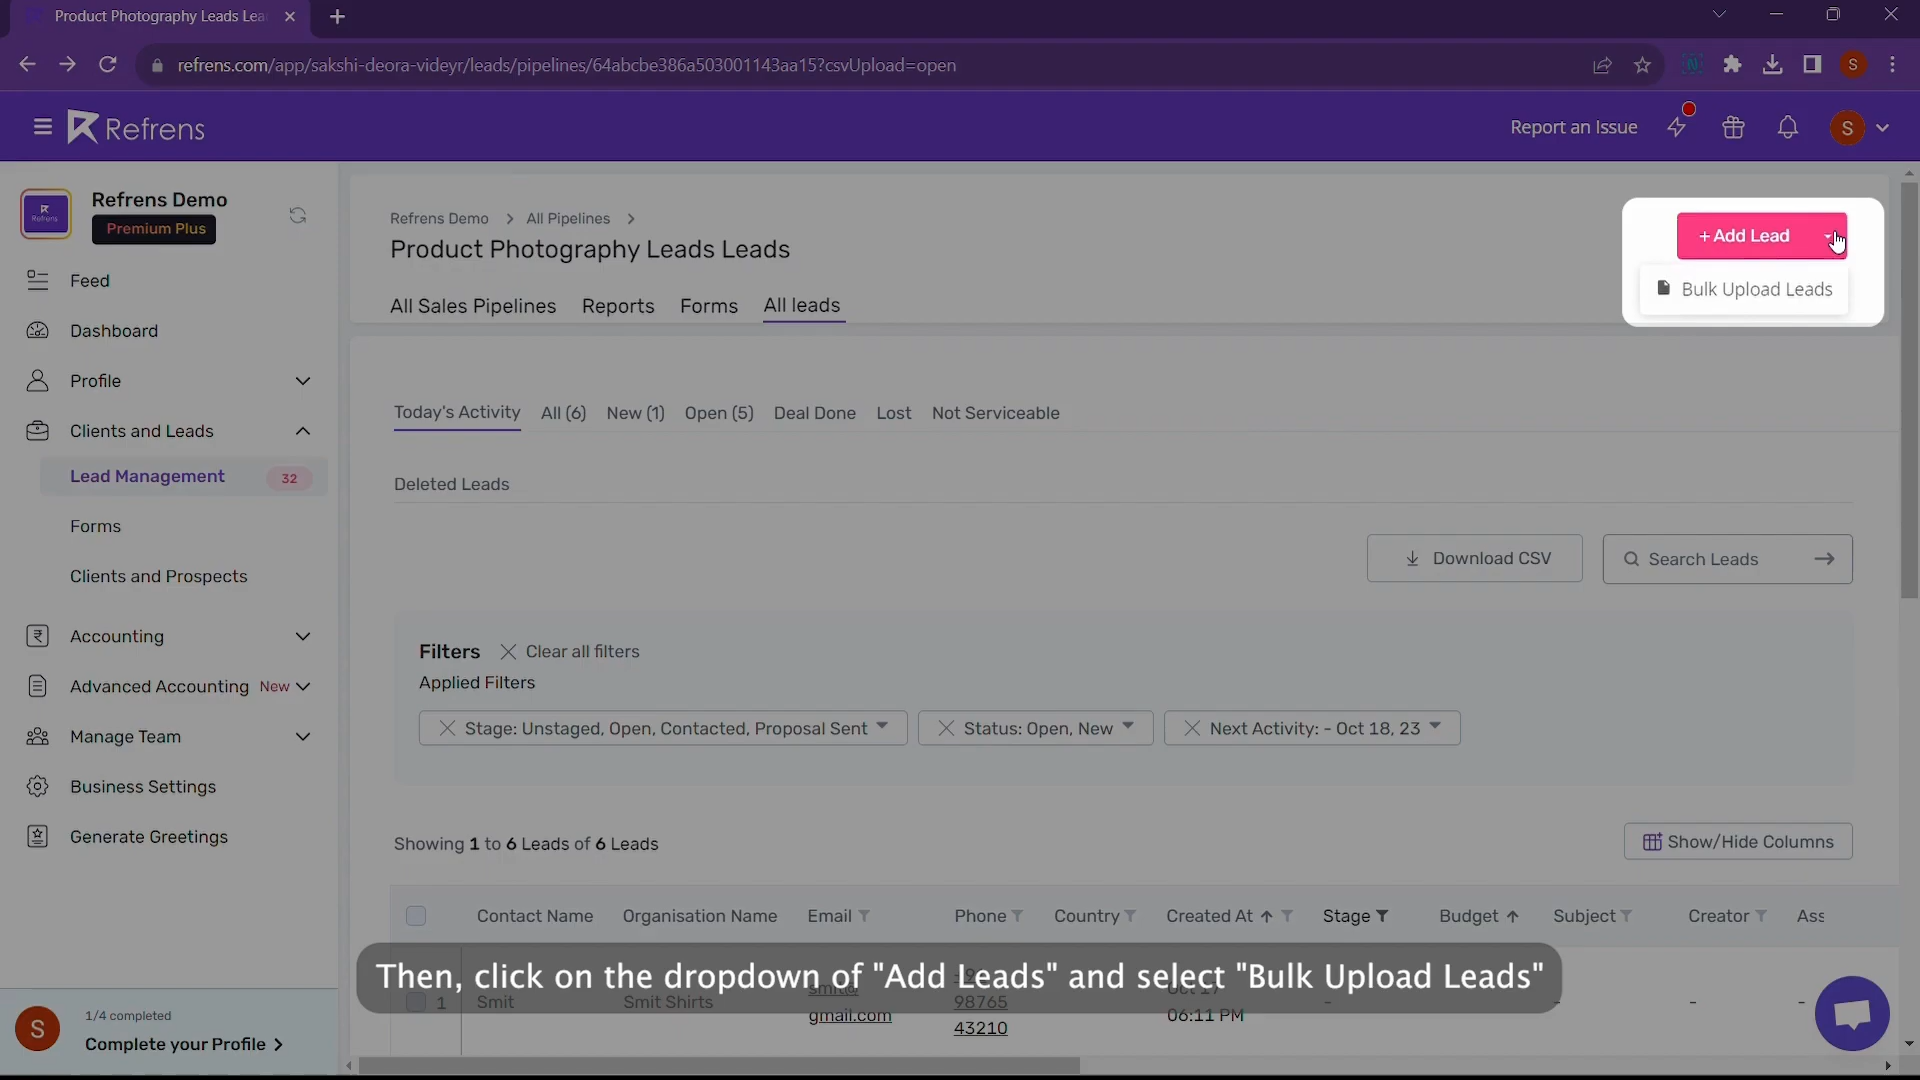 Product Photography Leads Lea
refrens.com/app/sakshi-deora-videyr/leads/pipelines/64abcbe386a503001143aa15?csvUpload=open
S
Refrens
Report an Issue
S
Refrens
Refrens Demo
Premium Plus
Feed
Dashboard
Profile
Clients and Leads
Lead Management 32
Forms
Clients and Prospects
Accounting
Advanced Accounting New
Manage Team
Business Settings
Generate Greetings
S
1/4 completed
Complete your Profile >
Refrens Demo > All Pipelines >
Product Photography Leads Leads
+ Add Lead
Bulk Upload Leads
All Sales Pipelines Reports Forms All leads
Today's Activity All (6) New (1) Open (5) Deal Done Lost Not Serviceable
Deleted Leads
Download CSV
Search Leads
Filters Clear all filters
Applied Filters
Stage: Unstaged, Open, Contacted, Proposal Sent
Status: Open, New
Next Activity: - Oct 18, 23
Showing 1 to 6 Leads of 6 Leads
Show/Hide Columns
Contact Name Organisation Name Email Phone Country Created At Stage Budget Subject Creator Ass
Then, click on the dropdown of "Add Leads" and select "Bulk Upload Leads"
1 Smit Smit Shirts 98765 - - - -
gmail.com 43210 06:11 PM